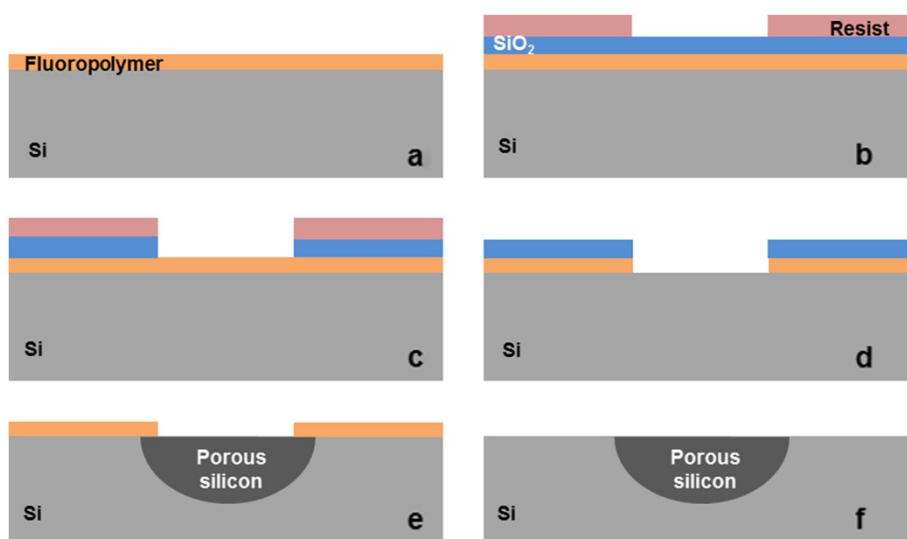 Fluoropolymer
Si
a
Resist
SiO₂
Si
b
Si
c
Si
d
Porous
silicon
Si
e
Porous
silicon
Si
f